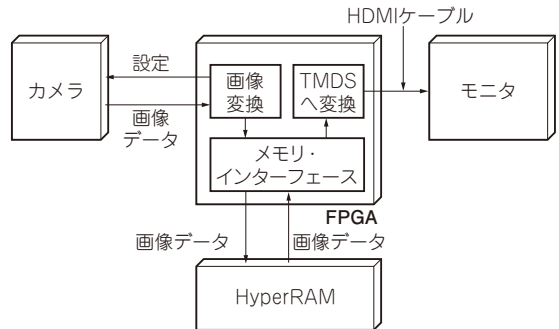 HDMIケーブル
カメラ
設定
画像
データ
画像
変換
TMDS
へ変換
モニタ
メモリ・
インターフェース
FPGA
画像データ
画像データ
HyperRAM